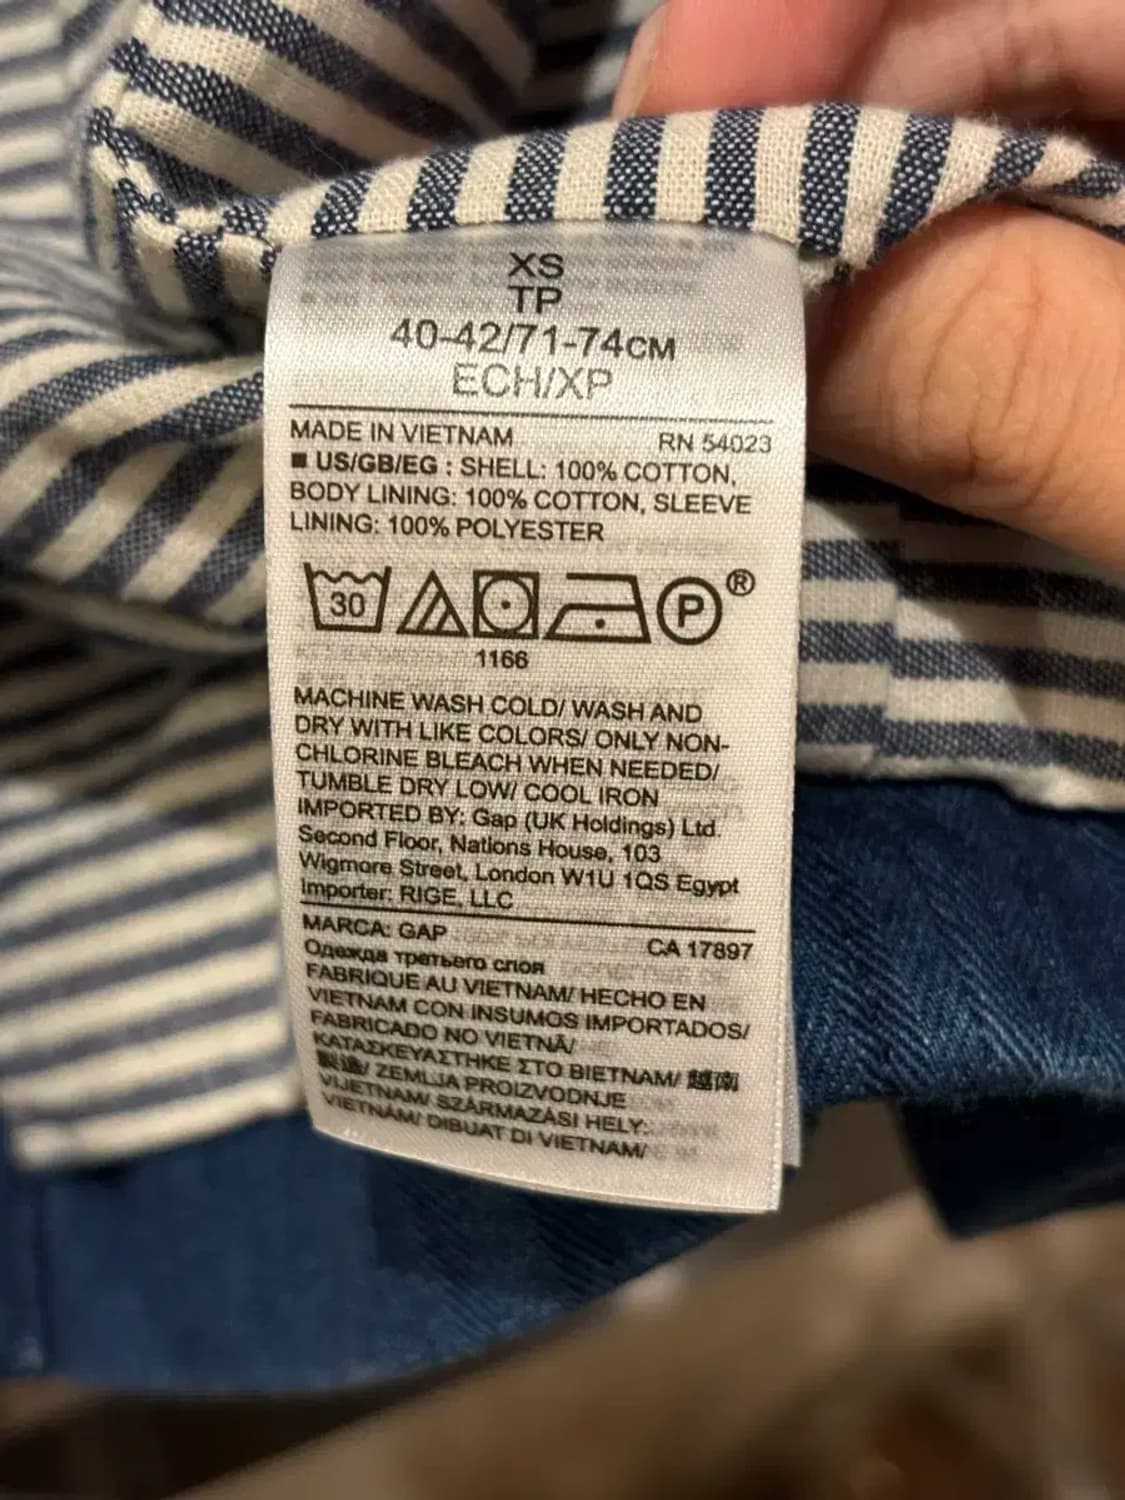 XS
TP
40-42/71-74CM
ECH/XP
MADE IN VIETNAM RN 54023
■ US/GB/EG : SHELL: 100% COTTON,
BODY LINING: 100% COTTON, SLEEVE
LINING: 100% POLYESTER
30 P ®
1166
MACHINE WASH COLD/ WASH AND
DRY WITH LIKE COLORS/ ONLY NON-
CHLORINE BLEACH WHEN NEEDED/
TUMBLE DRY LOW/ COOL IRON
IMPORTED BY: Gap (UK Holdings) Ltd.
Second Floor, Nations House, 103
Wigmore Street, London W1U 1QS Egypt
Importer: RIGE, LLC
MARCA: GAP CA 17897
Одежда третьего слоя
FABRIQUE AU VIETNAM/ HECHO EN
VIETNAM CON INSUMOS IMPORTADOS/
FABRICADO NO VIETNÃ/
ΚΑΤΑΣΚΕΥΑΣΤΗΚΕ ΣΤΟ ΒΙΕΤΝΑΜ/ 越南
製造/ ZEMLJA PROIZVODNJE
VIJETNAM/ SZÁRMAZÁSI HELY:
VIETNÁM/ DIBUAT DI VIETNAM/